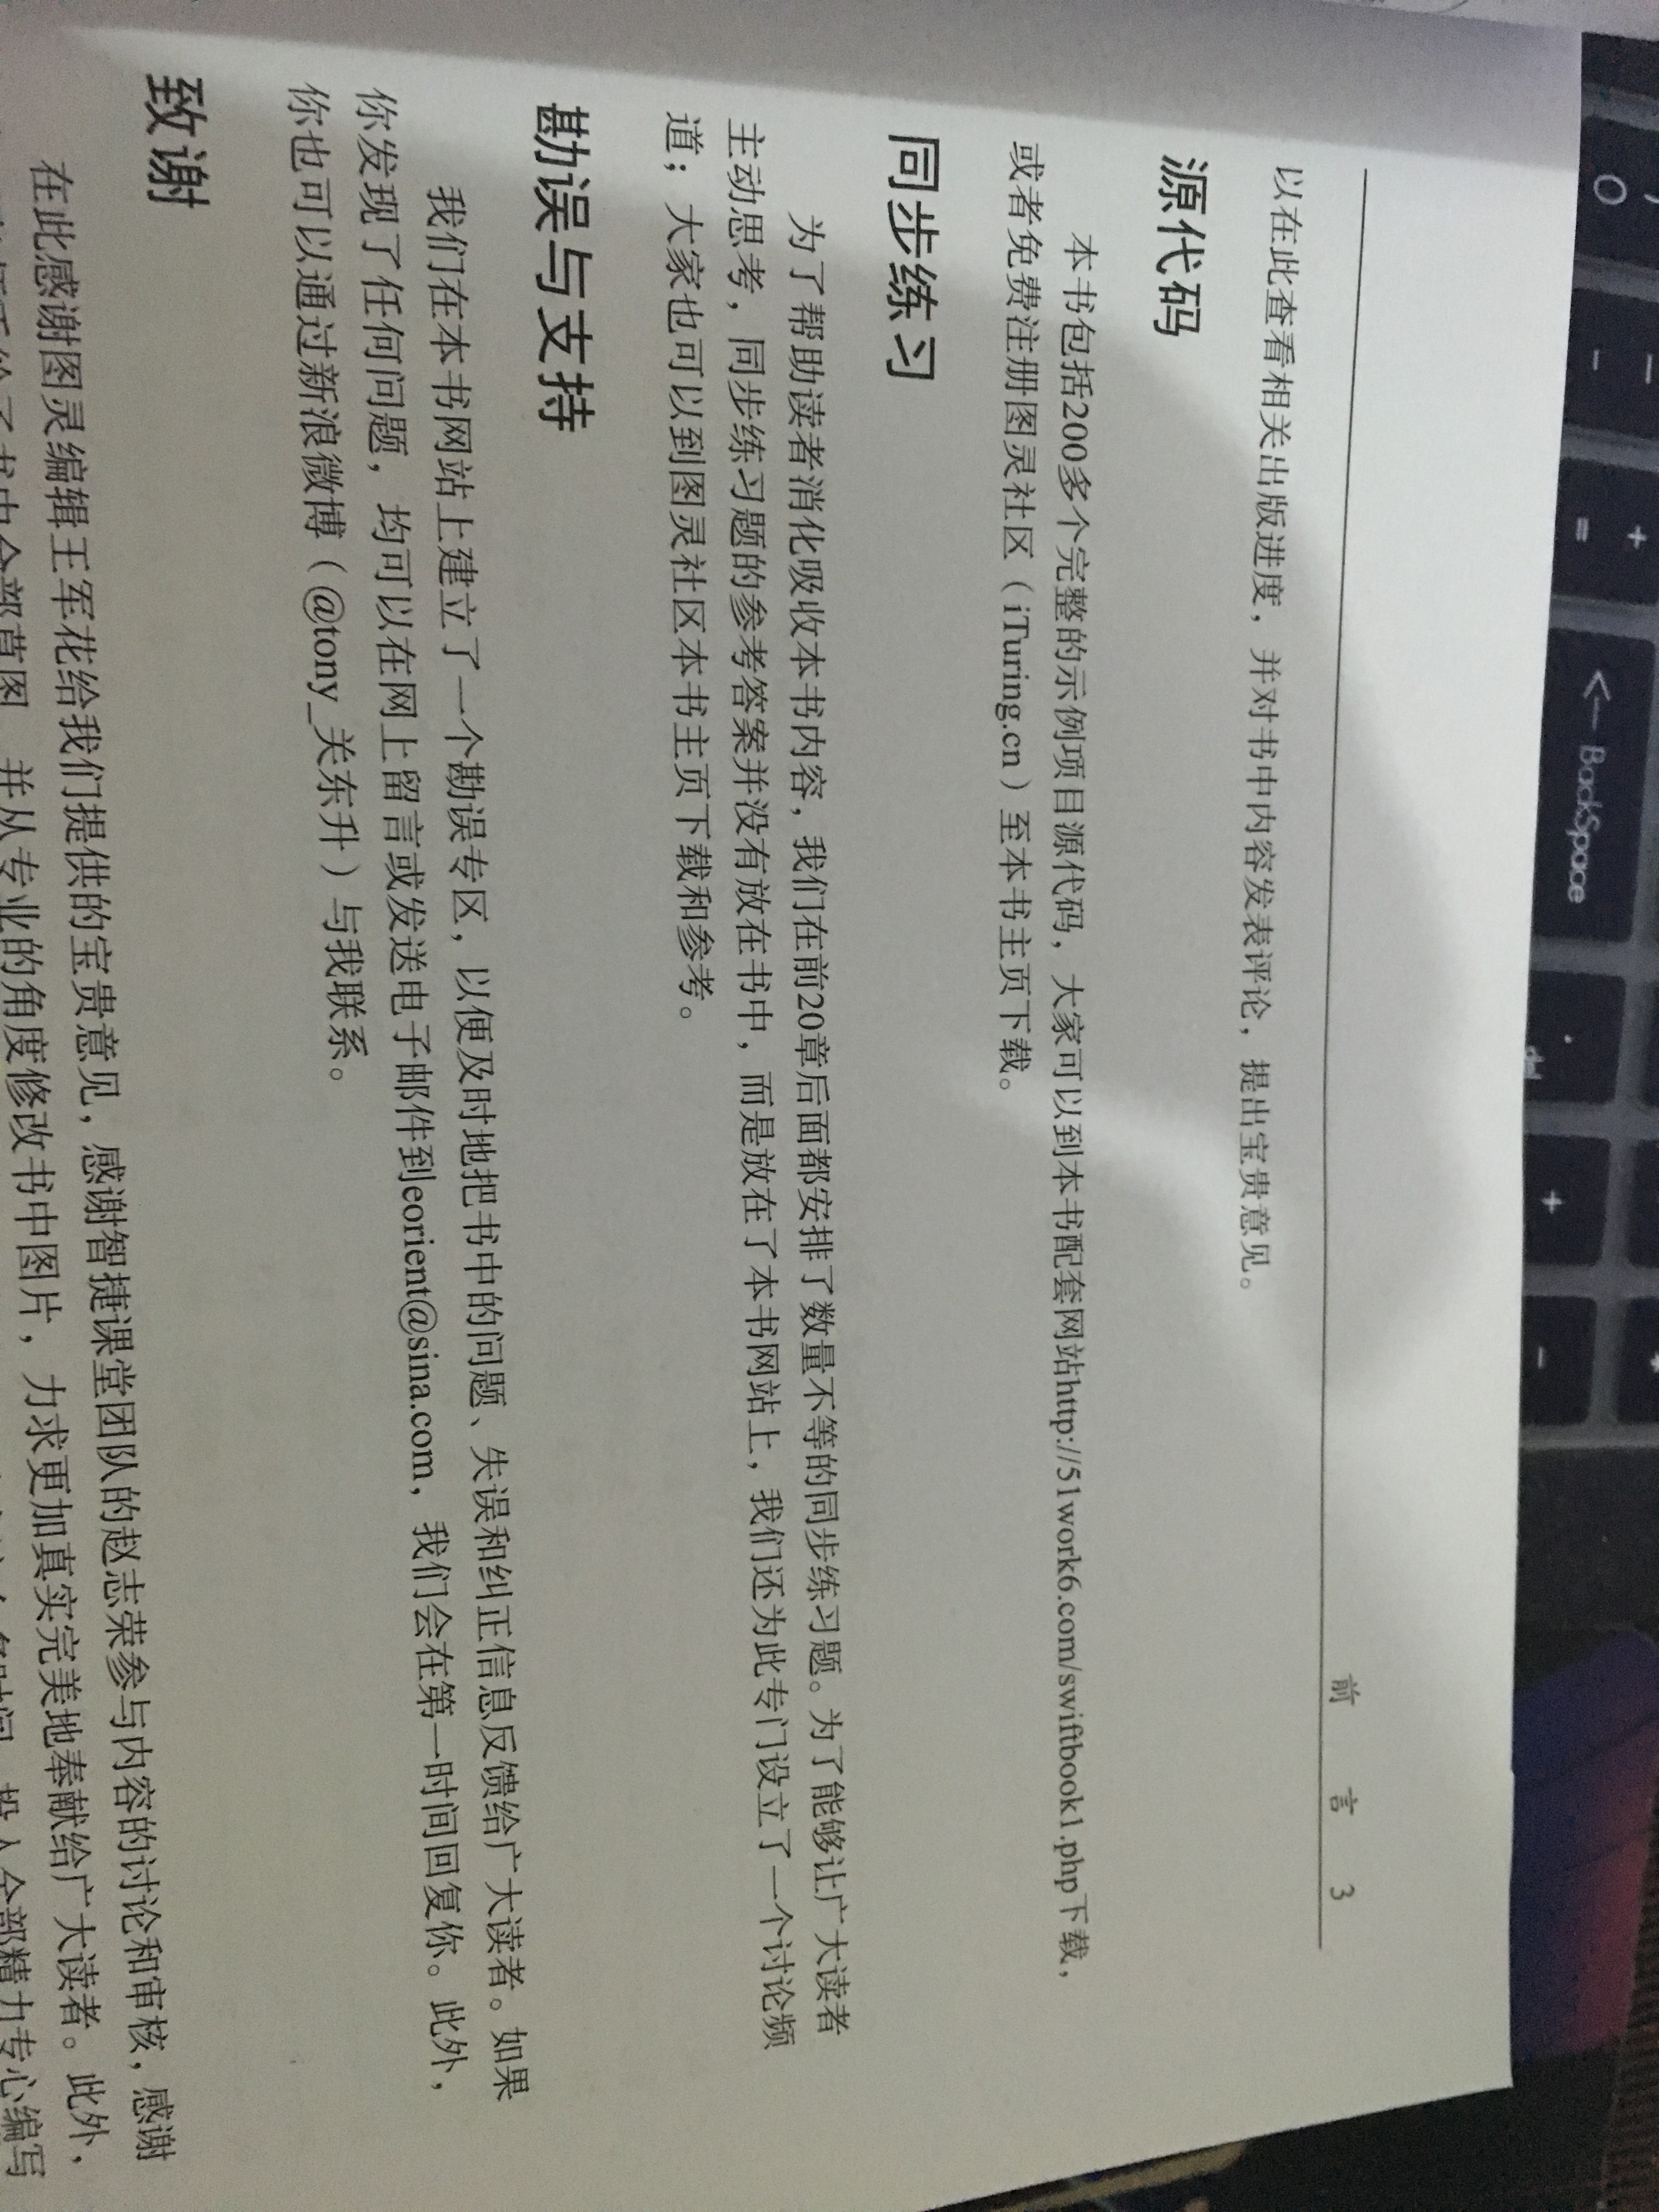 前 言 3
以在此查看相关出版进度，并对书中内容发表评论，提出宝贵意见。
源代码
本书包括200多个完整的示例项目源代码，大家可以到本书配套网站http://51work6.com/swiftbook1.php下载，
或者免费注册图灵社区（iTuring.cn）至本书主页下载。
同步练习
为了帮助读者消化吸收本书内容，我们在前20章后面都安排了数量不等的同步练习题。为了能够让广大读者
主动思考，同步练习题的参考答案并没有放在书中，而是放在了本书网站上，我们还为此专门设立了一个讨论频
道；大家也可以到图灵社区本书主页下载和参考。
勘误与支持
我们在本书网站上建立了一个勘误专区，以便及时地把书中的问题、失误和纠正信息反馈给广大读者。如果
你发现了任何问题，均可以在网上留言或发送电子邮件到eorient@sina.com，我们会在第一时间回复你。此外，
你也可以通过新浪微博（@tony_关东升）与我联系。
致谢
在此感谢图灵编辑王军花给我们提供的宝贵意见，感谢智捷课堂团队的赵志荣参与内容的讨论和审核，感谢
书中全部草图，并从专业的角度修改书中图片，力求更加真实完美地奉献给广大读者。此外，
投入全部精力专心编写
0
-
+
=
<— BackSpace
+
-